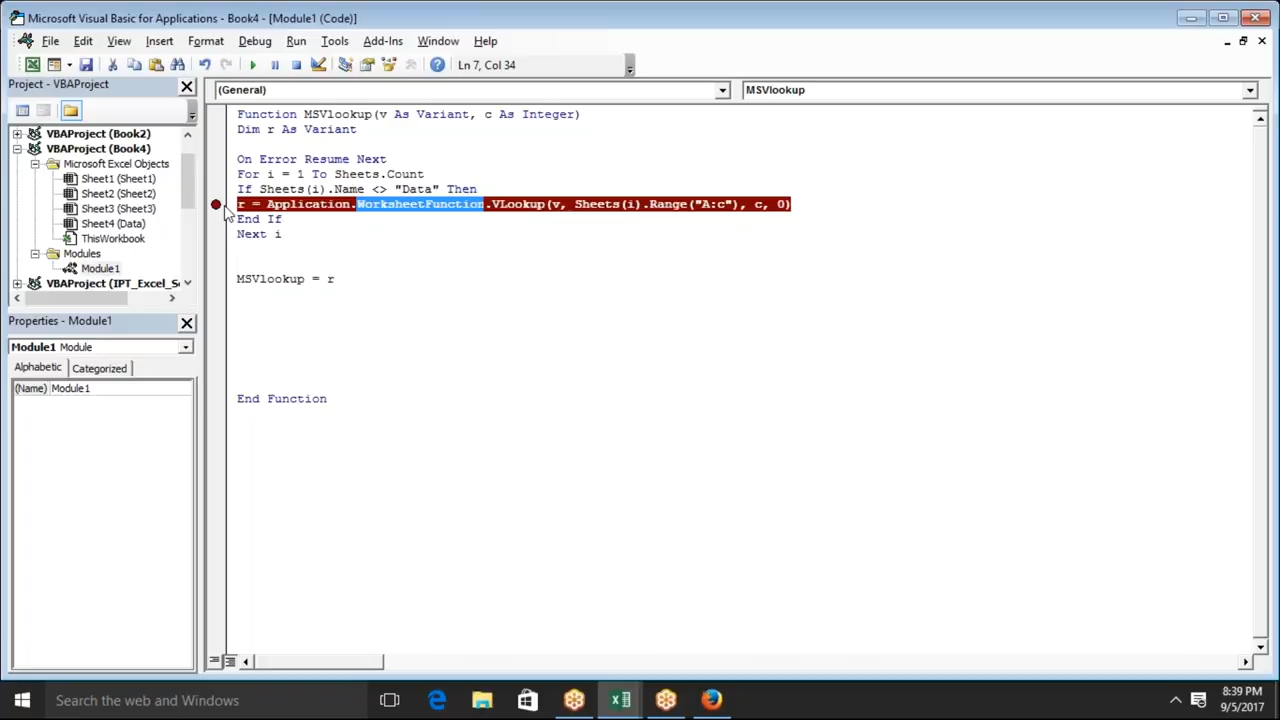 Microsoft Visual Basic for Applications - Book4 - [Module1 (Code)]
File Edit View Insert Format Debug Run Tools Add-Ins Window Help
Ln 7, Col 34
Project - VBAProject
(General)
MSVlookup
VBAProject (Book2)
VBAProject (Book4)
Microsoft Excel Objects
Sheet1 (Sheet1)
Sheet2 (Sheet2)
Sheet3 (Sheet3)
Sheet4 (Data)
ThisWorkbook
Modules
Module1
VBAProject (IPT_Excel_S
Properties - Module1
Module1 Module
Alphabetic Categorized
(Name) Module1
Function MSVlookup(v As Variant, c As Integer)
Dim r As Variant
On Error Resume Next
For i = 1 To Sheets.Count
If Sheets(i).Name <> "Data" Then
r = Application.WorksheetFunction.VLookup(v, Sheets(i).Range("A:c"), c, 0)
End If
Next i
MSVlookup = r
End Function
Search the web and Windows
8:39 PM
9/5/2017